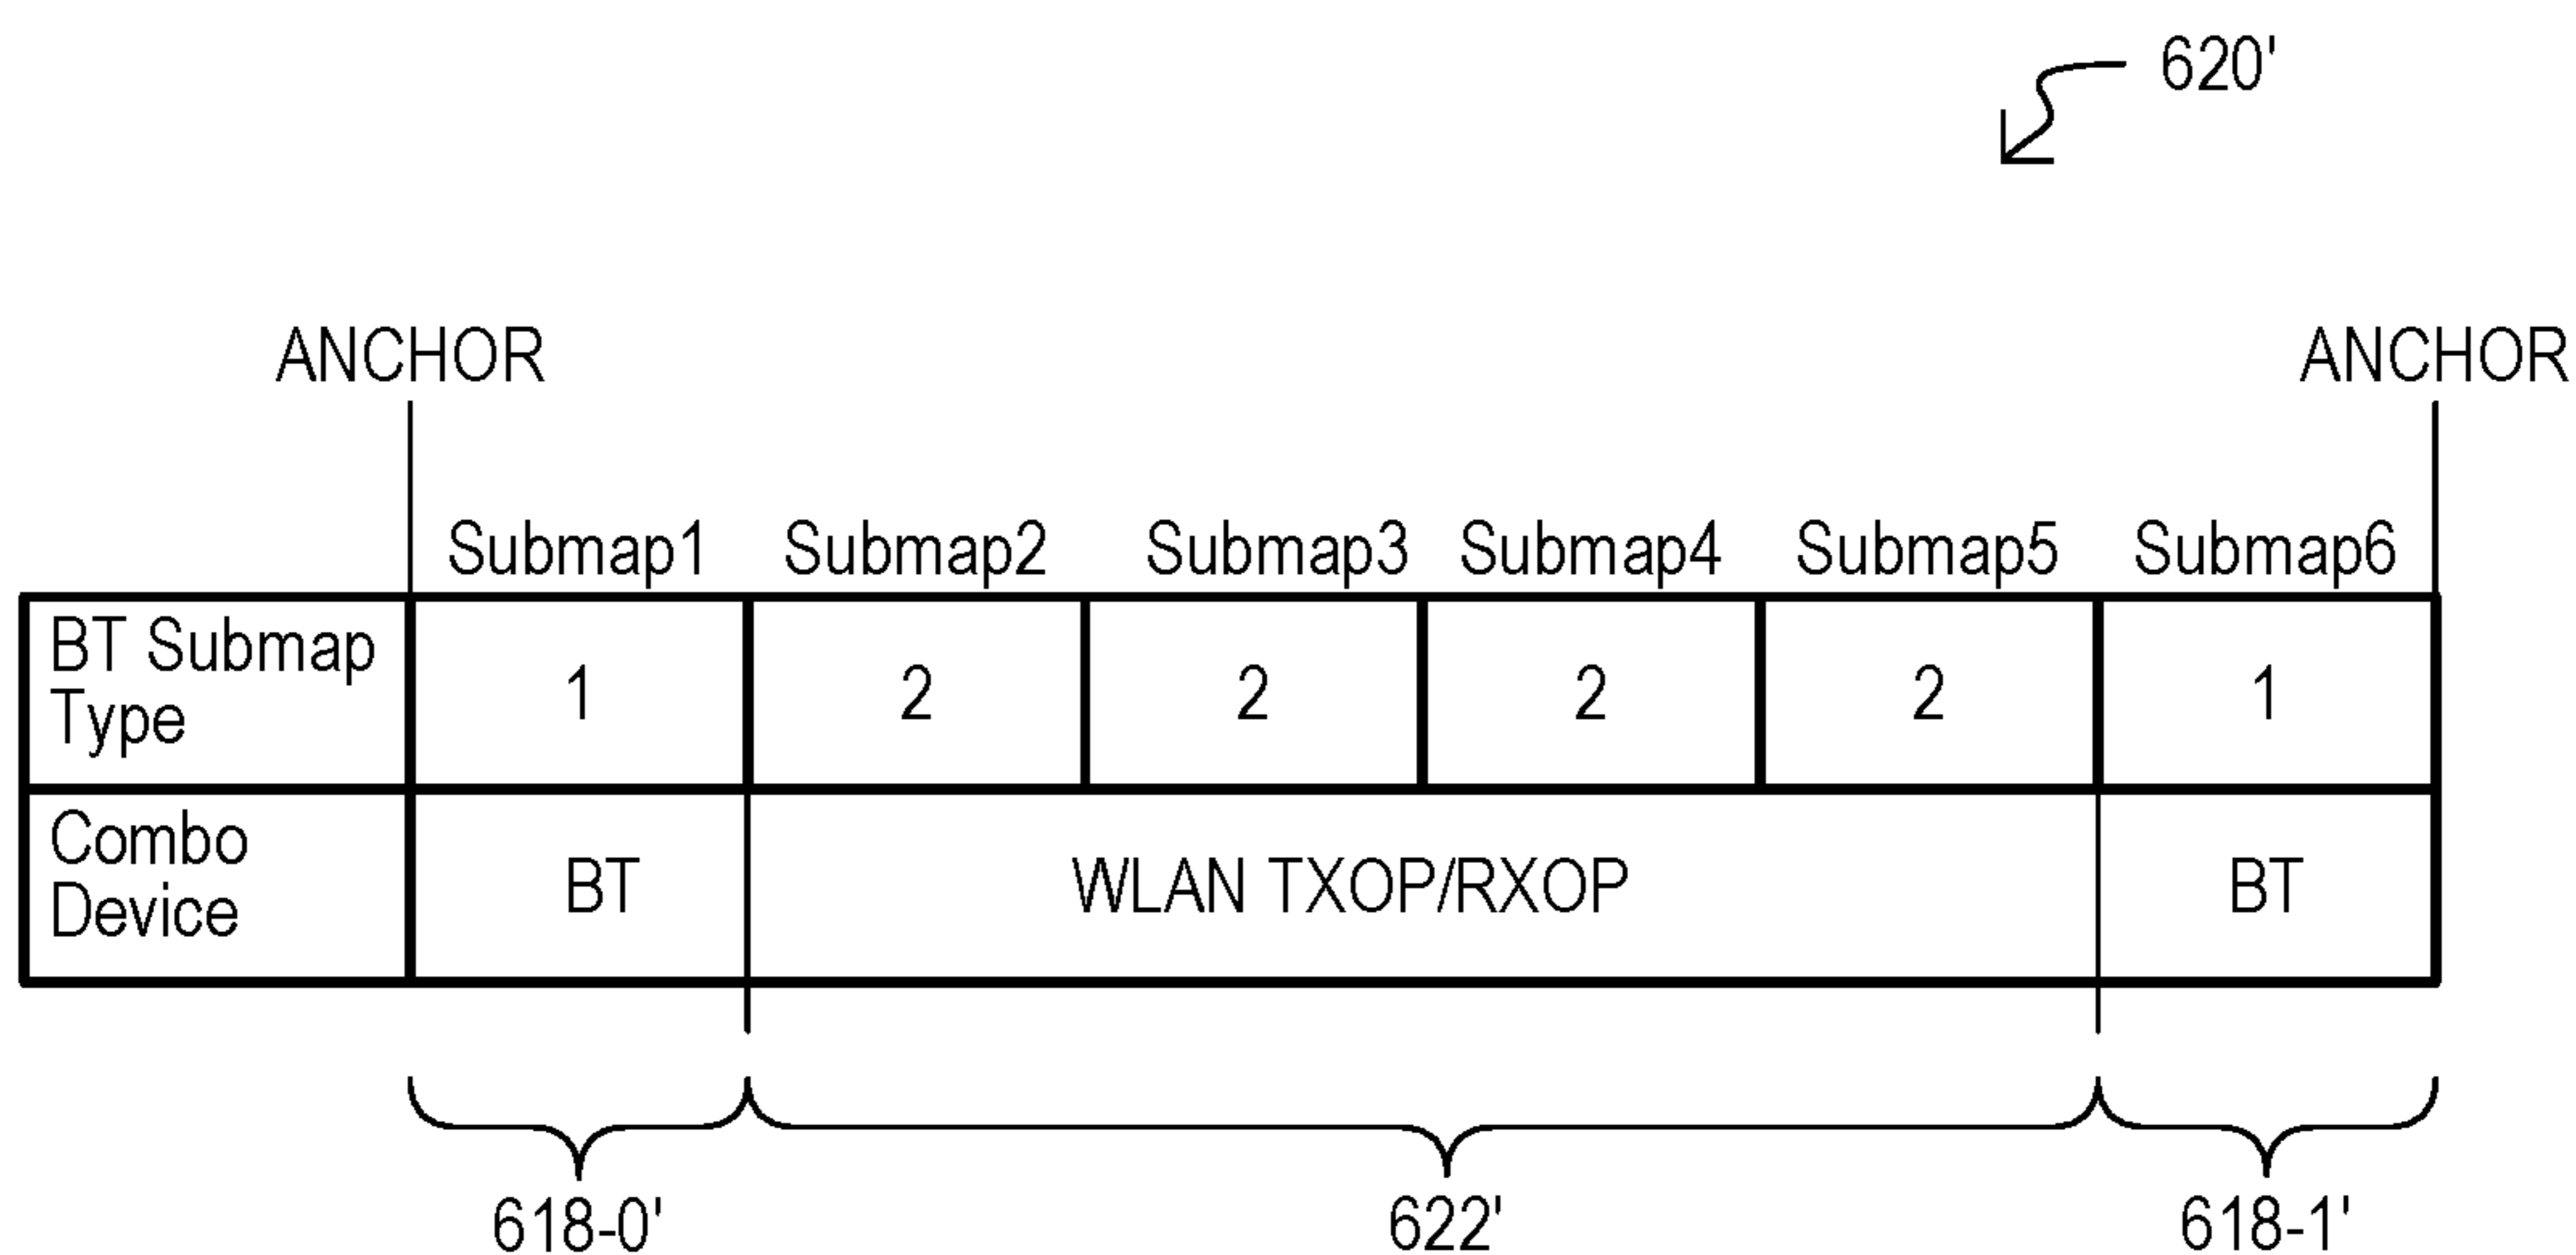 620'
ANCHOR ANCHOR
Submap1 Submap2 Submap3 Submap4 Submap5 Submap6
BT Submap
Type
1 2 2 2 2 1
Combo
Device
BT WLAN TXOP/RXOP BT
618-0' 622' 618-1'